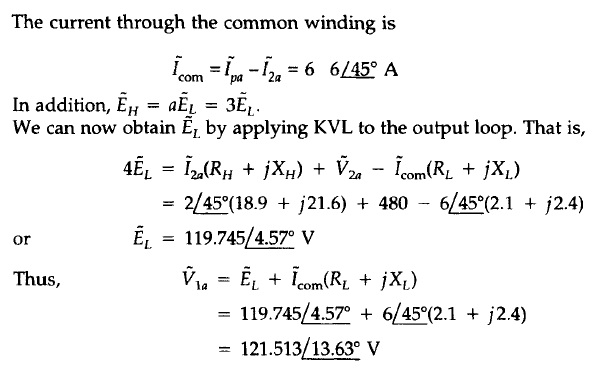 The current through the common winding is
Ĩcom = Ĩpa − Ĩ2a = 6 6/45° A
In addition, ẼH = aẼL = 3ẼL.
We can now obtain ẼL by applying KVL to the output loop. That is,
4ẼL = Ĩ2a(RH + jXH) + Ṽ2a − Ĩcom(RL + jXL)
= 2/45°(18.9 + j21.6) + 480 − 6/45°(2.1 + j2.4)
or ẼL = 119.745/4.57° V
Thus, Ṽ1a = ẼL + Ĩcom(RL + jXL)
= 119.745/4.57° + 6/45°(2.1 + j2.4)
= 121.513/13.63° V